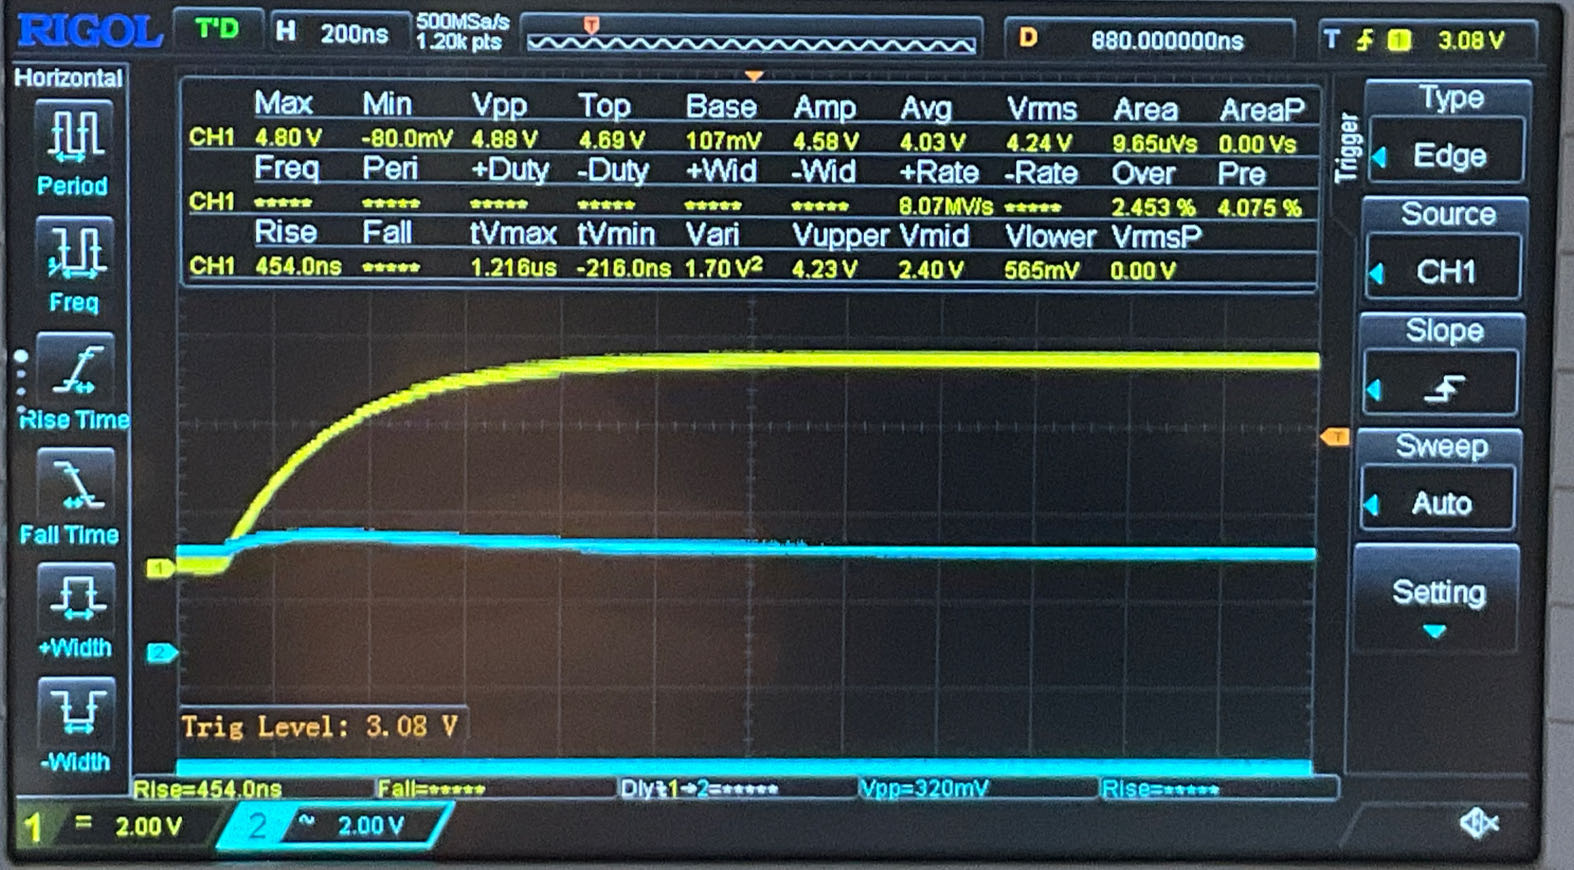 RIGOL T'D H 200ns 500MSa/s 1.20k pts T D 880.000000ns T 1 3.08 V
Horizontal
Period
Freq
Rise Time
Fall Time
+Width
-Width
Max Min Vpp Top Base Amp Avg Vrms Area AreaP
CH1 4.80 V -80.0mV 4.88 V 4.69 V 107mV 4.58 V 4.03 V 4.24 V 9.65uVs 0.00 Vs
Freq Peri +Duty -Duty +Wid -Wid +Rate -Rate Over Pre
CH1 ***** ***** ***** ***** ***** ***** 8.07MV/s ***** 2.453 % 4.075 %
Rise Fall tVmax tVmin Vari Vupper Vmid Vlower VrmsP
CH1 454.0ns ***** 1.216us -216.0ns 1.70 V² 4.23 V 2.40 V 565mV 0.00 V
1
2
T
Trig Level: 3.08 V
Rise=454.0ns Fall=***** Dly1→2=***** Vpp=320mV Rise=*****
1 = 2.00 V 2 ~ 2.00 V
Trigger
Type
Edge
Source
CH1
Slope
Sweep
Auto
Setting